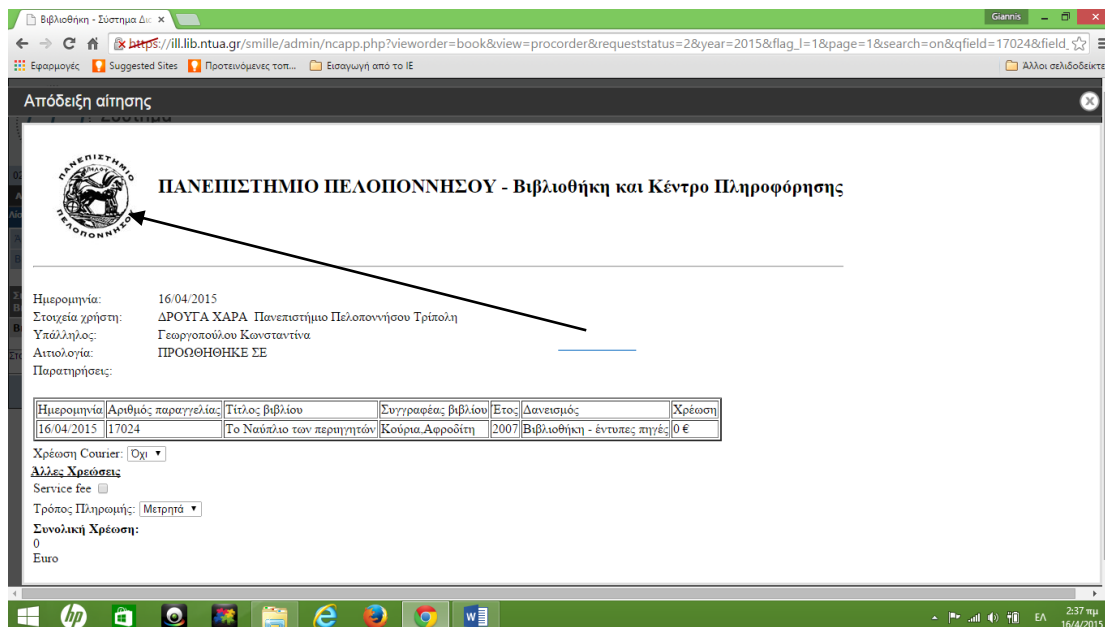 Βιβλιοθήκη - Σύστημα Δια
Giannis
https://ill.lib.ntua.gr/smille/admin/ncapp.php?vieworder=book&view=procorder&requeststatus=2&year=2015&flag_l=1&page=1&search=on&qfield=17024&field_
Εφαρμογές Suggested Sites Προτεινόμενες τοπ... Εισαγωγή από το IE Άλλοι σελιδοδείκτε
Απόδειξη αίτησης
ΠΑΝΕΠΙΣΤΗΜΙΟ ΠΕΛΟΠΟΝΝΗΣΟΥ
ΠΑΝΕΠΙΣΤΗΜΙΟ ΠΕΛΟΠΟΝΝΗΣΟΥ - Βιβλιοθήκη και Κέντρο Πληροφόρησης
Ημερομηνία: 16/04/2015
Στοιχεία χρήστη: ΔΡΟΥΓΑ ΧΑΡΑ Πανεπιστήμιο Πελοποννήσου Τρίπολη
Υπάλληλος: Γεωργοπούλου Κωνσταντίνα
Αιτιολογία: ΠΡΟΩΘΗΘΗΚΕ ΣΕ
Παρατηρήσεις:
Ημερομηνία Αριθμός παραγγελίας Τίτλος βιβλίου Συγγραφέας βιβλίου Έτος Δανεισμός Χρέωση
16/04/2015 17024 Το Ναύπλιο των περιηγητών Κούρια,Αφροδίτη 2007 Βιβλιοθήκη - έντυπες πηγές 0 €
Χρέωση Courier: Όχι
Άλλες Χρεώσεις
Service fee
Τρόπος Πληρωμής: Μετρητά
Συνολική Χρέωση:
0
Euro
hp
ΕΛ 2:37 πμ
16/4/2015